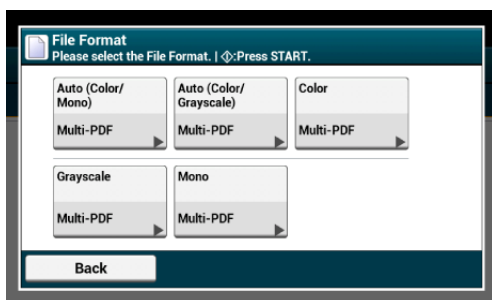 File Format
Please select the File Format. | :Press START.
Auto (Color/
Mono)
Multi-PDF
Auto (Color/
Grayscale)
Multi-PDF
Color
Multi-PDF
Grayscale
Multi-PDF
Mono
Multi-PDF
Back